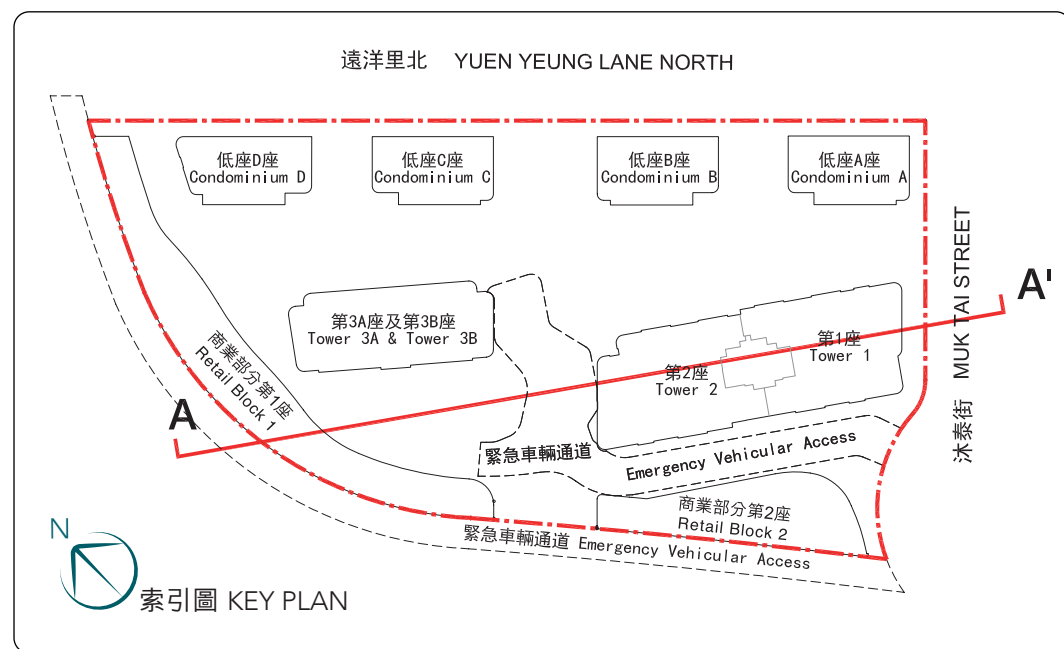 遠洋里北 YUEN YEUNG LANE NORTH
低座D座
Condominium D
低座C座
Condominium C
低座B座
Condominium B
低座A座
Condominium A
沐泰街 MUK TAI STREET
A'
第3A座及第3B座
Tower 3A & Tower 3B
第1座
Tower 1
第2座
Tower 2
商業部分第1座
Retail Block 1
A
緊急車輛通道 Emergency Vehicular Access
商業部分第2座
Retail Block 2
緊急車輛通道 Emergency Vehicular Access
N
索引圖 KEY PLAN